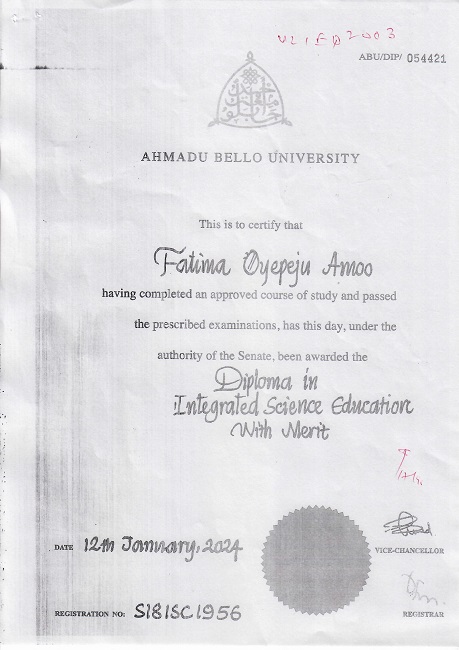 ABU/DIP/ 054421
AHMADU BELLO UNIVERSITY
This is to certify that
Fatima Oyepeju Amoo
having completed an approved course of study and passed
the prescribed examinations, has this day, under the
authority of the Senate, been awarded the
Diploma in
Integrated Science Education
With Merit
DATE 12th January, 2024
VICE-CHANCELLOR
REGISTRATION NO: S18ISC1956
REGISTRAR